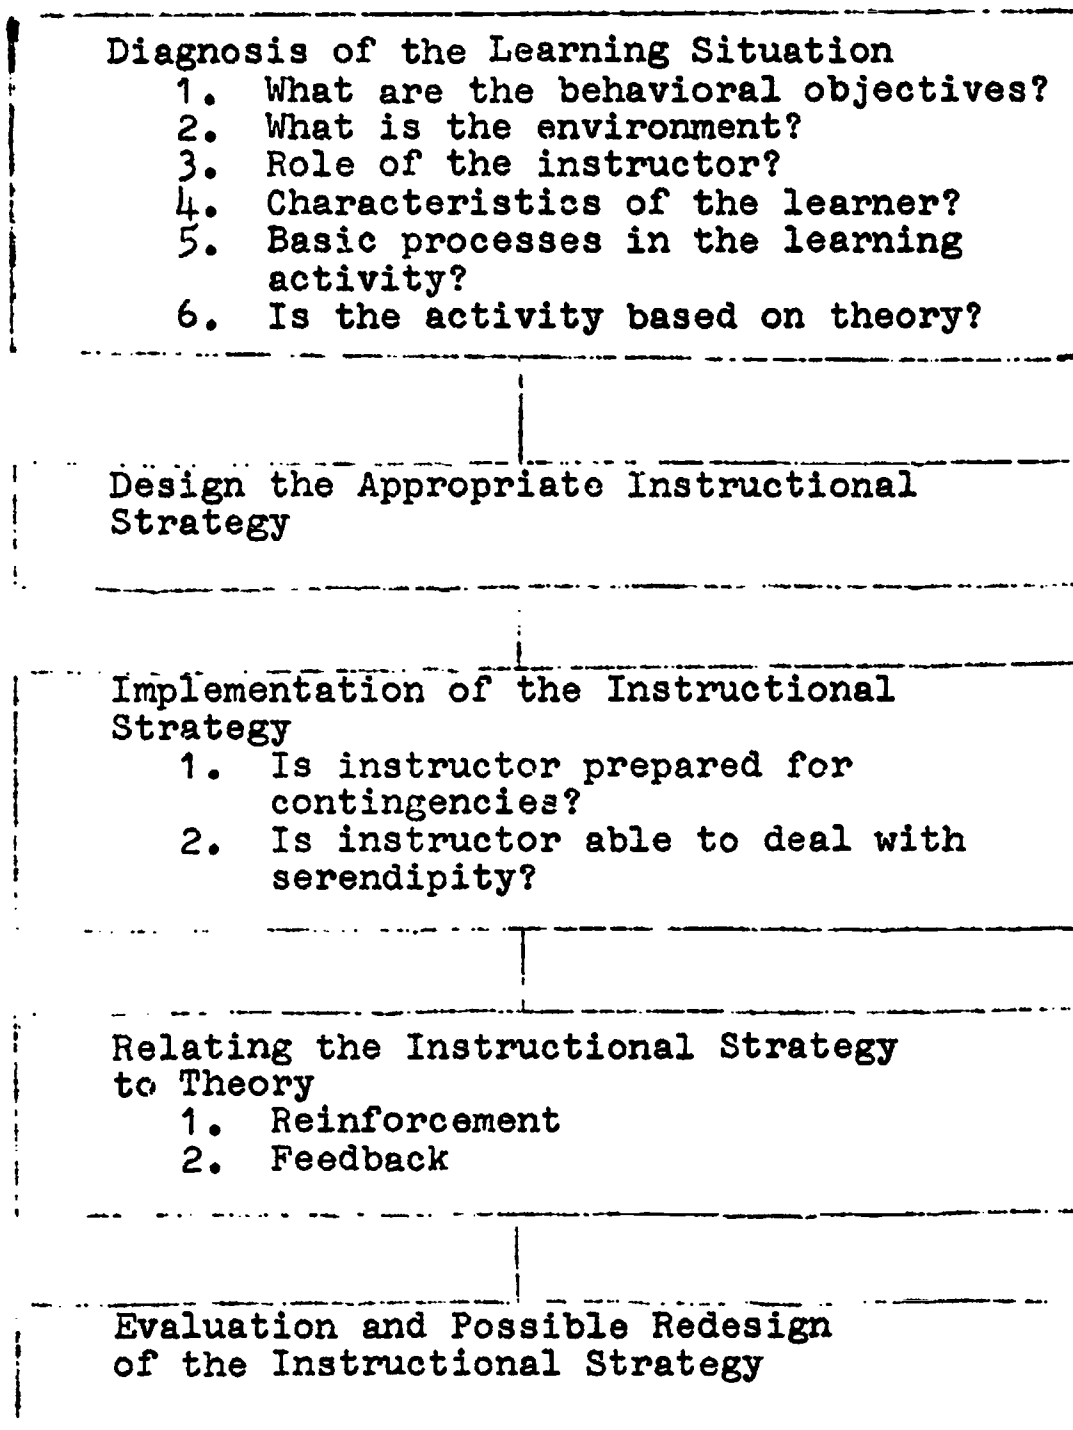 Diagnosis of the Learning Situation
1. What are the behavioral objectives?
2. What is the environment?
3. Role of the instructor?
4. Characteristics of the learner?
5. Basic processes in the learning
activity?
6. Is the activity based on theory?
Design the Appropriate Instructional
Strategy
Implementation of the Instructional
Strategy
1. Is instructor prepared for
contingencies?
2. Is instructor able to deal with
serendipity?
Relating the Instructional Strategy
to Theory
1. Reinforcement
2. Feedback
Evaluation and Possible Redesign
of the Instructional Strategy